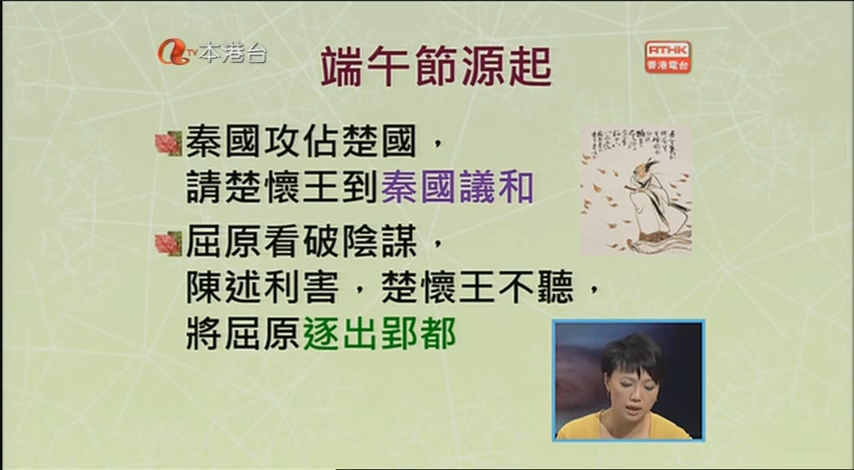 TV 本港台
端午節源起
RTHK
香港電台
秦國攻佔楚國，
請楚懷王到秦國議和
屈原看破陰謀，
陳述利害，楚懷王不聽，
將屈原逐出郢都